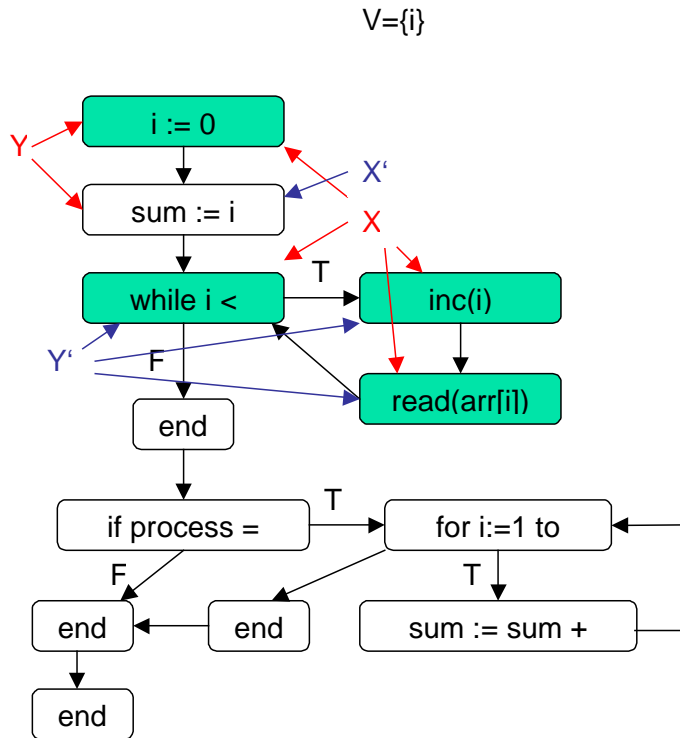 V={i}
i := 0
Y
X‘
sum := i
X
T
while i <
inc(i)
Y‘
F
read(arr[i])
end
T
if process =
for i:=1 to
F
T
end
end
sum := sum +
end